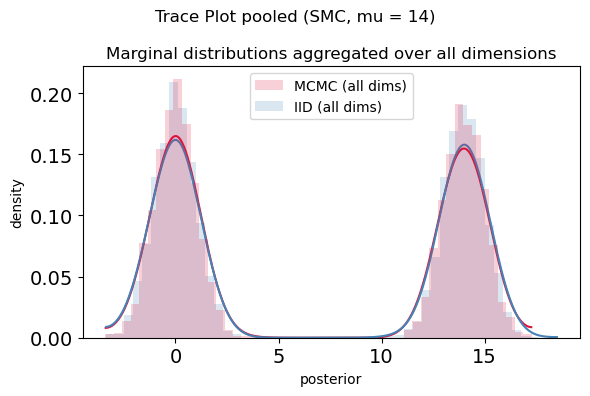 Trace Plot pooled (SMC, mu = 14)
Marginal distributions aggregated over all dimensions
MCMC (all dims)
IID (all dims)
density
0.20
0.15
0.10
0.05
0.00
0
5
10
15
posterior